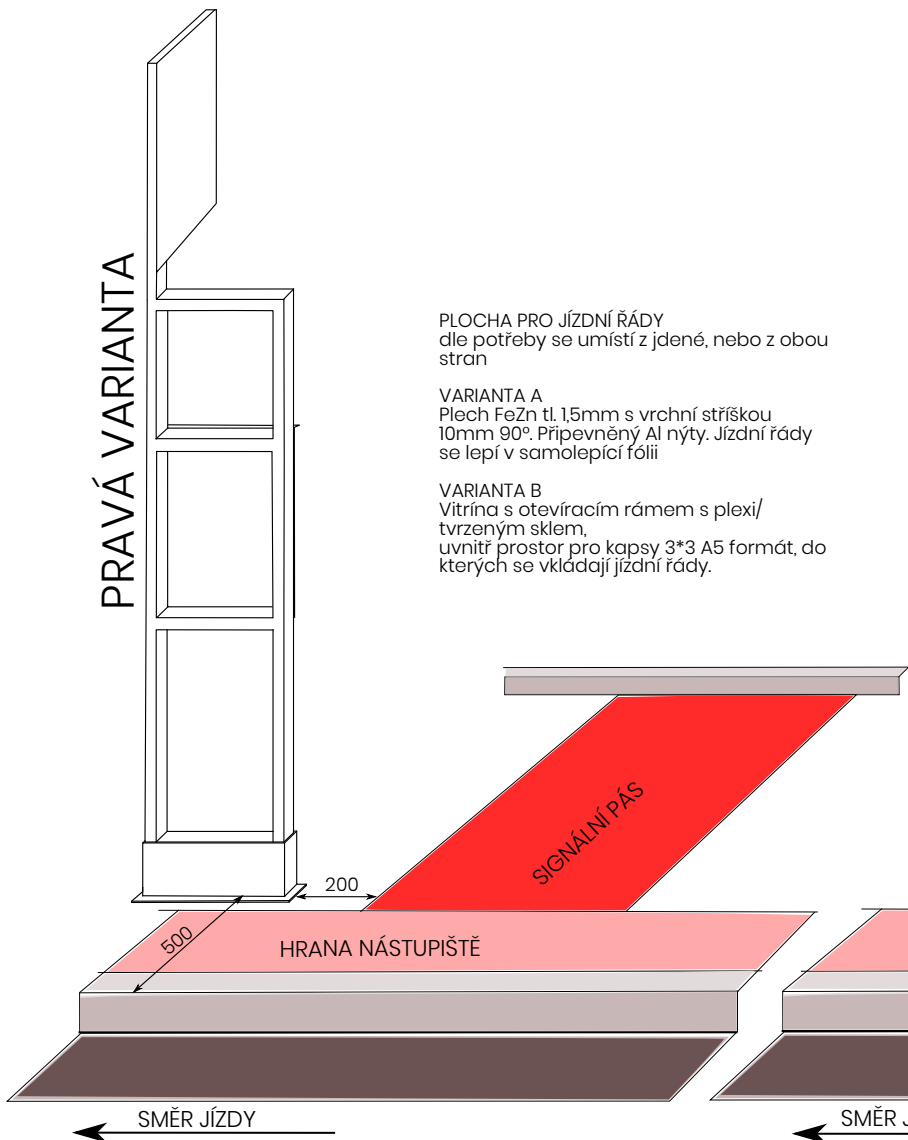 PRAVÁ VARIANTA
PLOCHA PRO JÍZDNÍ ŘÁDY
dle potřeby se umístí z jdené, nebo z obou
stran
VARIANTA A
Plech FeZn tl. 1,5mm s vrchní stříškou
10mm 90°. Připevněný Al nýty. Jízdní řády
se lepí v samolepící fólii
VARIANTA B
Vitrína s otevíracím rámem s plexi/
tvrzeným sklem,
uvnitř prostor pro kapsy 3*3 A5 formát, do
kterých se vkládají jízdní řády.
SIGNÁLNÍ PÁS
200
500
HRANA NÁSTUPIŠTĚ
SMĚR JÍZDY
SMĚR J